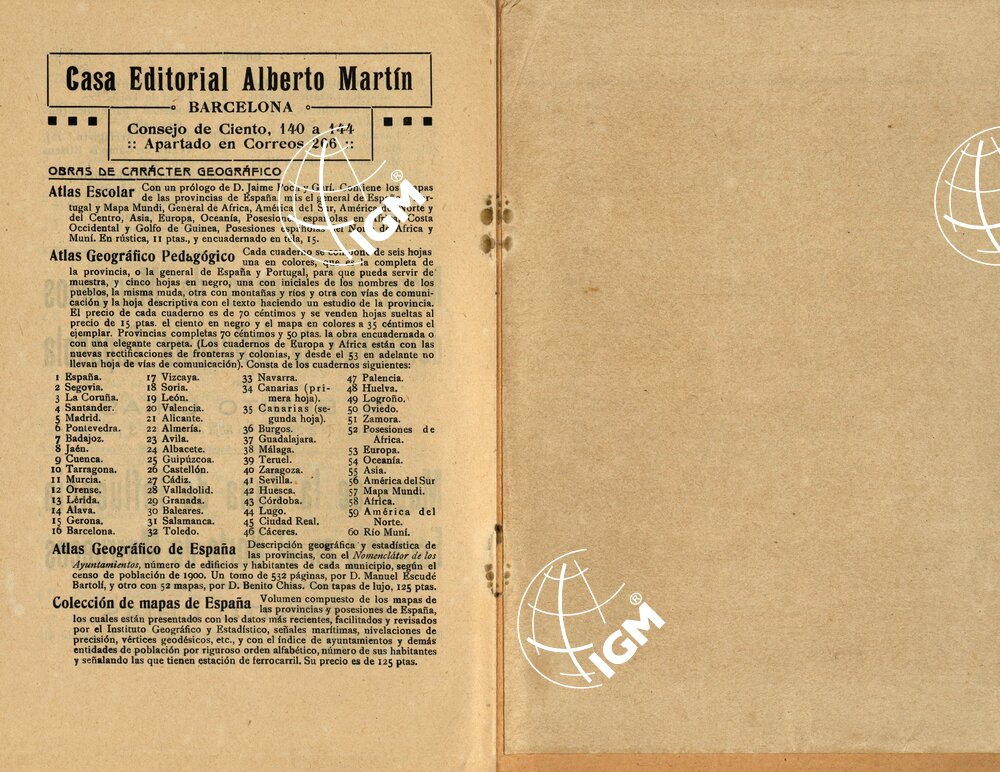 Casa Editorial Alberto Martín
BARCELONA
Consejo de Ciento, 140 a 144
:: Apartado en Correos 266 ::
OBRAS DE CARÁCTER GEOGRÁFICO
Atlas Escolar Con un prólogo de D. Jaime y Contiene los mapas
de las provincias de España, más el general de España
tugal y Mapa Mundi, General de Africa, América del Sur, América del Norte y
del Centro, Asia, Europa, Oceanía, Posesiones españolas en Africa, Costa
Occidental y Golfo de Guinea, Posesiones españolas del Norte de Africa y
Muní. En rústica, 11 ptas., y encuadernado en tela, 15.
Atlas Geográfico Pedagógico Cada cuaderno se compone de seis hojas
una en colores, que es la completa de
la provincia, o la general de España y Portugal, para que pueda servir de
muestra, y cinco hojas en negro, una con iniciales de los nombres de los
pueblos, la misma muda, otra con montañas y ríos y otra con vías de comuni-
cación y la hoja descriptiva con el texto haciendo un estudio de la provincia.
El precio de cada cuaderno es de 70 céntimos y se venden hojas sueltas al
precio de 15 ptas. el ciento en negro y el mapa en colores a 35 céntimos el
ejemplar. Provincias completas 70 céntimos y 50 ptas. la obra encuadernada o
con una elegante carpeta. (Los cuadernos de Europa y Africa están con las
nuevas rectificaciones de fronteras y colonias, y desde el 53 en adelante no
llevan hoja de vías de comunicación). Consta de los cuadernos siguientes:
1 España.
2 Segovia.
3 La Coruña.
4 Santander.
5 Madrid.
6 Pontevedra.
7 Badajoz.
8 Jaén.
9 Cuenca.
10 Tarragona.
11 Murcia.
12 Orense.
13 Lérida.
14 Alava.
15 Gerona.
16 Barcelona.
17 Vizcaya.
18 Soria.
19 León.
20 Valencia.
21 Alicante.
22 Almería.
23 Avila.
24 Albacete.
25 Guipúzcoa.
26 Castellón.
27 Cádiz.
28 Valladolid.
29 Granada.
30 Baleares.
31 Salamanca.
32 Toledo.
33 Navarra.
34 Canarias (pri-
mera hoja).
35 Canarias (se-
gunda hoja).
36 Burgos.
37 Guadalajara.
38 Málaga.
39 Teruel.
40 Zaragoza.
41 Sevilla.
42 Huesca.
43 Córdoba.
44 Lugo.
45 Ciudad Real.
46 Cáceres.
47 Palencia.
48 Huelva.
49 Logroño.
50 Oviedo.
51 Zamora.
52 Posesiones de
Africa.
53 Europa.
54 Oceanía.
55 Asia.
56 América del Sur
57 Mapa Mundi.
58 Africa.
59 América del
Norte.
60 Río Muní.
Atlas Geográfico de España Descripción geográfica y estadística de
las provincias, con el Nomenclátor de los
Ayuntamientos, número de edificios y habitantes de cada municipio, según el
censo de población de 1900. Un tomo de 532 páginas, por D. Manuel Escudé
Bartolí, y otro con 52 mapas, por D. Benito Chias. Con tapas de lujo, 125 ptas.
Colección de mapas de España Volumen compuesto de los mapas de
las provincias y posesiones de España,
los cuales están presentados con los datos más recientes, facilitados y revisados
por el Instituto Geográfico y Estadístico, señales marítimas, nivelaciones de
precisión, vértices geodésicos, etc., y con el índice de ayuntamientos y demás
entidades de población por riguroso orden alfabético, número de sus habitantes
y señalando las que tienen estación de ferrocarril. Su precio es de 125 ptas.
IGM®
IGM®